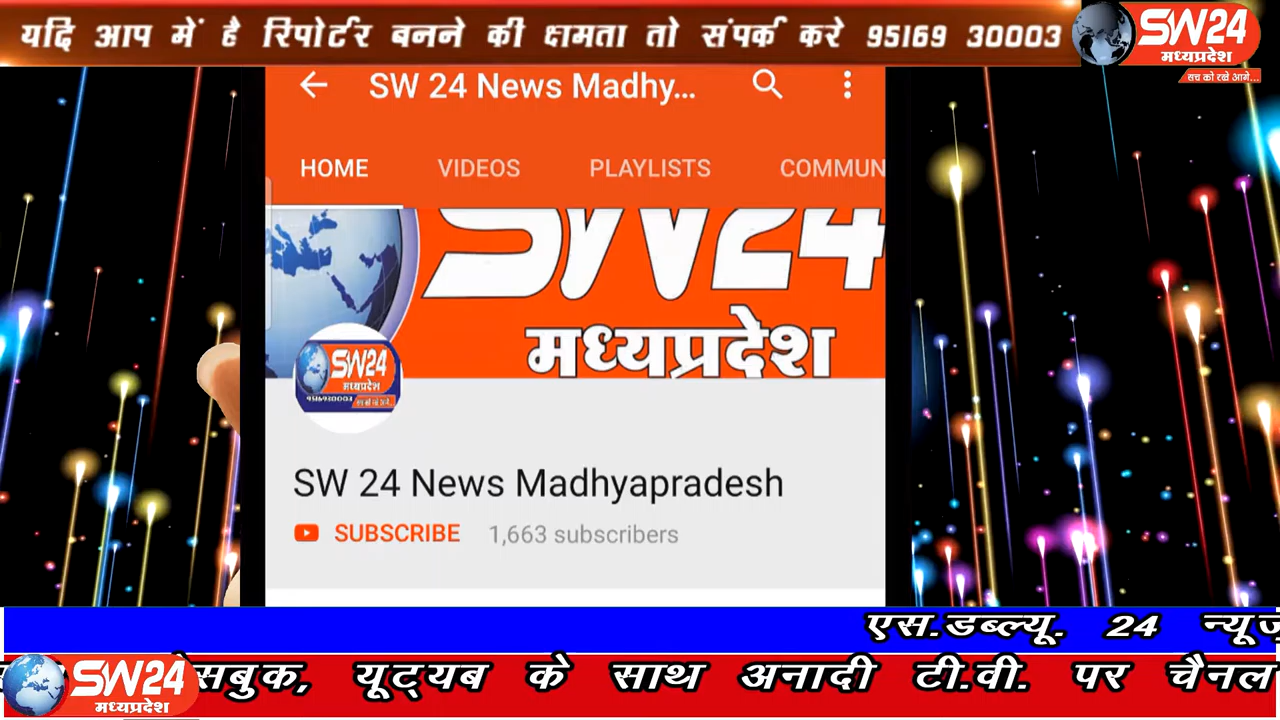 यदि आप में है रिपोर्टर बनने की क्षमता तो संपर्क करे 95169 30003
SW24
मध्यप्रदेश
सच को रखे आगे...
SW 24 News Madhy...
HOME VIDEOS PLAYLISTS COMMUN
SW24
मध्यप्रदेश
SW24
मध्यप्रदेश
9516930003
SW 24 News Madhyapradesh
SUBSCRIBE 1,663 subscribers
एस.डब्ल्यू. 24 न्यूज
सबुक, यूट्यब के साथ अनादी टी.वी. पर चैनल
SW24
मध्यप्रदेश